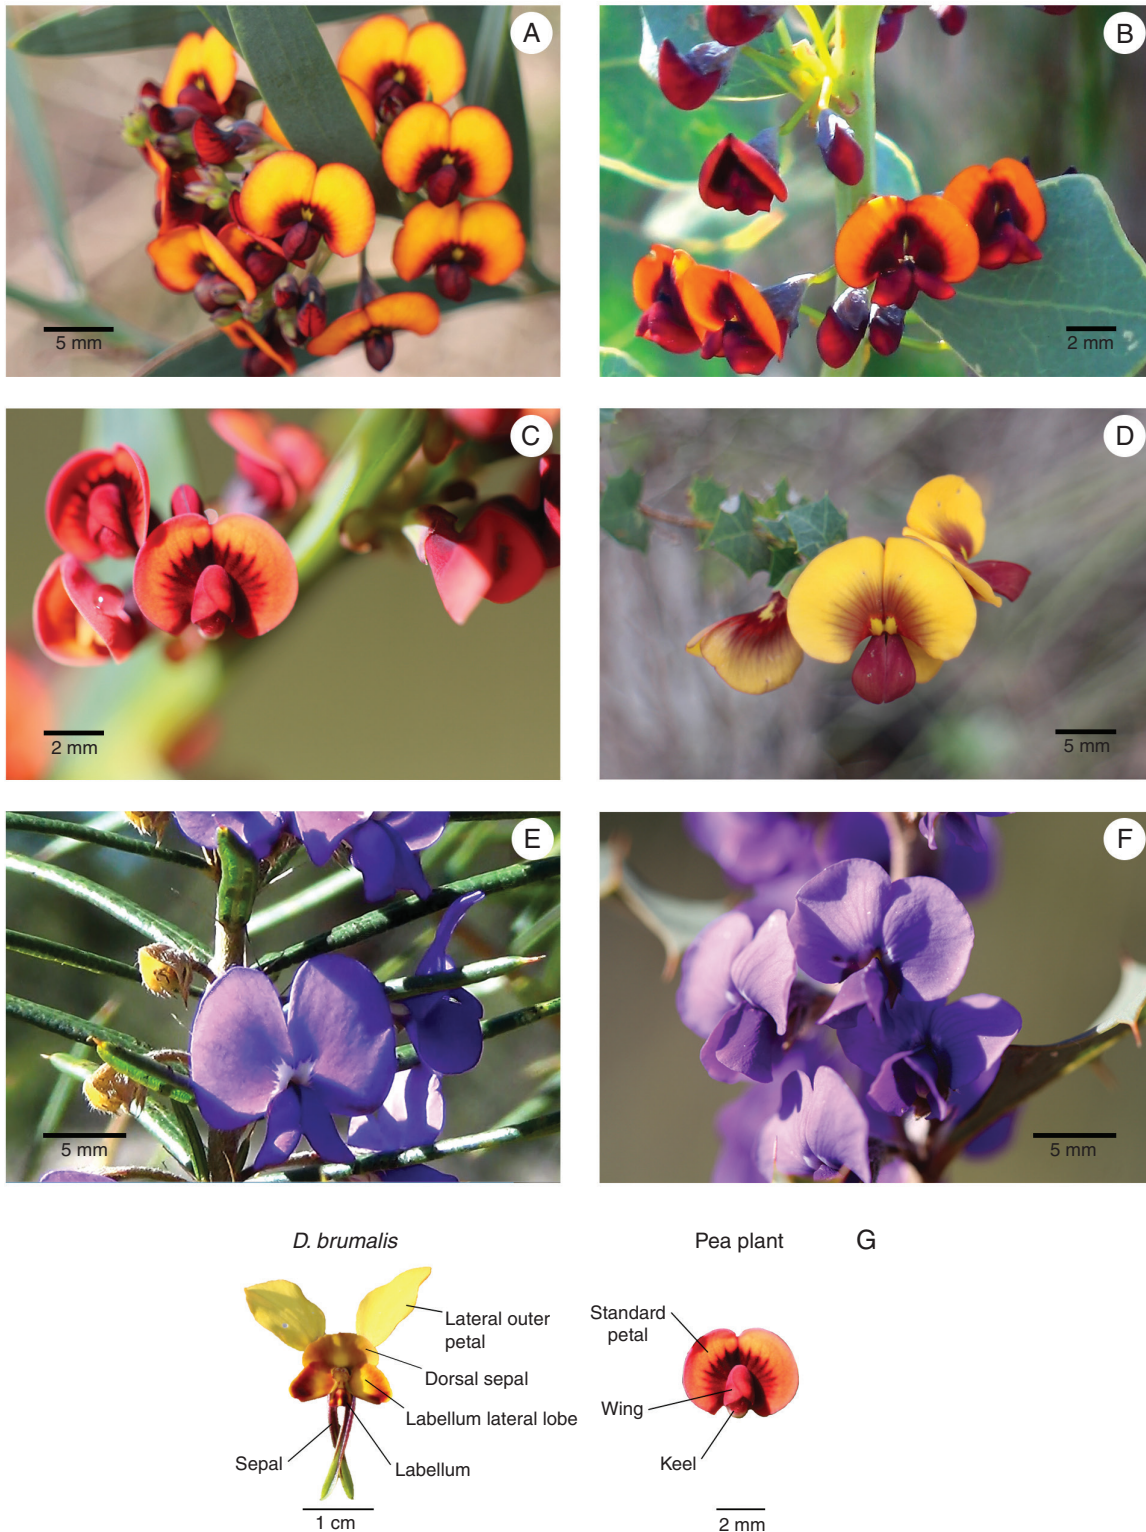 A
5 mm
B
2 mm
C
2 mm
D
5 mm
E
5 mm
F
5 mm
D. brumalis
Pea plant
G
Lateral outer
petal
Dorsal sepal
Labellum lateral lobe
Sepal
Labellum
1 cm
Standard
petal
Wing
Keel
2 mm